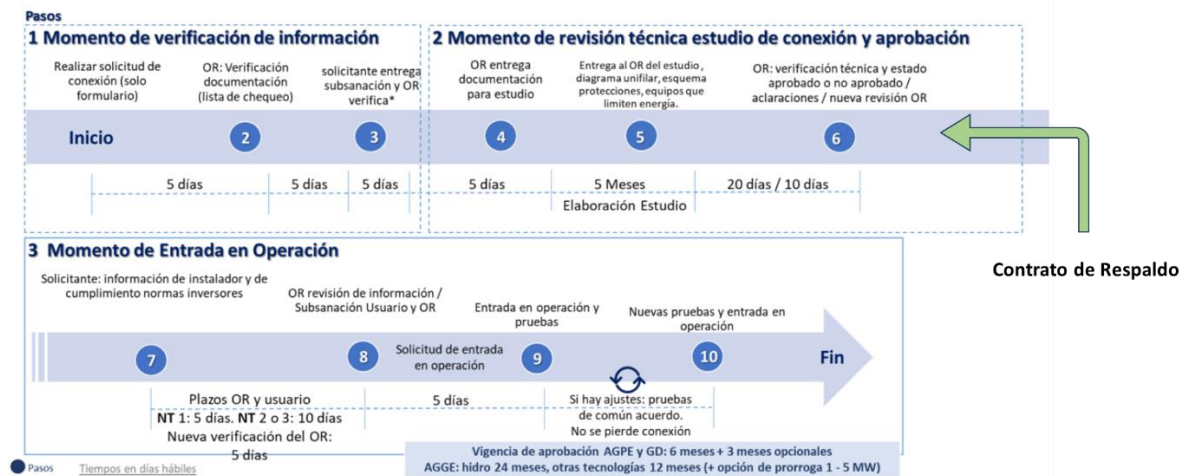 Pasos
1 Momento de verificación de información
Realizar solicitud de
conexión (solo
formulario)
OR: Verificación
documentación
(lista de chequeo)
solicitante entrega
subsanación y OR
verifica*
Inicio
2
3
5 días
5 días
5 días
2 Momento de revisión técnica estudio de conexión y aprobación
OR entrega
documentación
para estudio
Entrega al OR del estudio ,
diagrama unifilar, esquema
protecciones, equipos que
limiten energía.
OR: verificación técnica y estado
aprobado o no aprobado /
aclaraciones / nueva revisión OR
4
5
6
5 días
5 Meses
20 días / 10 días
Elaboración Estudio
Contrato de Respaldo
3 Momento de Entrada en Operación
Solicitante: información de instalador y de
cumplimiento normas inversores
OR revisión de información /
Subsanación Usuario y OR
Entrada en operación y
pruebas
Nuevas pruebas y entrada en
operación
7
8
Solicitud de entrada
en operación
9
10
Fin
Plazos OR y usuario
NT 1: 5 días. NT 2 o 3: 10 días
Nueva verificación del OR:
5 días
5 días
Si hay ajustes: pruebas
de común acuerdo.
No se pierde conexión
Vigencia de aprobación AGPE y GD: 6 meses + 3 meses opcionales
AGGE: hidro 24 meses, otras tecnologías 12 meses (+ opción de prorroga 1 - 5 MW)
Pasos
Tiempos en días hábiles